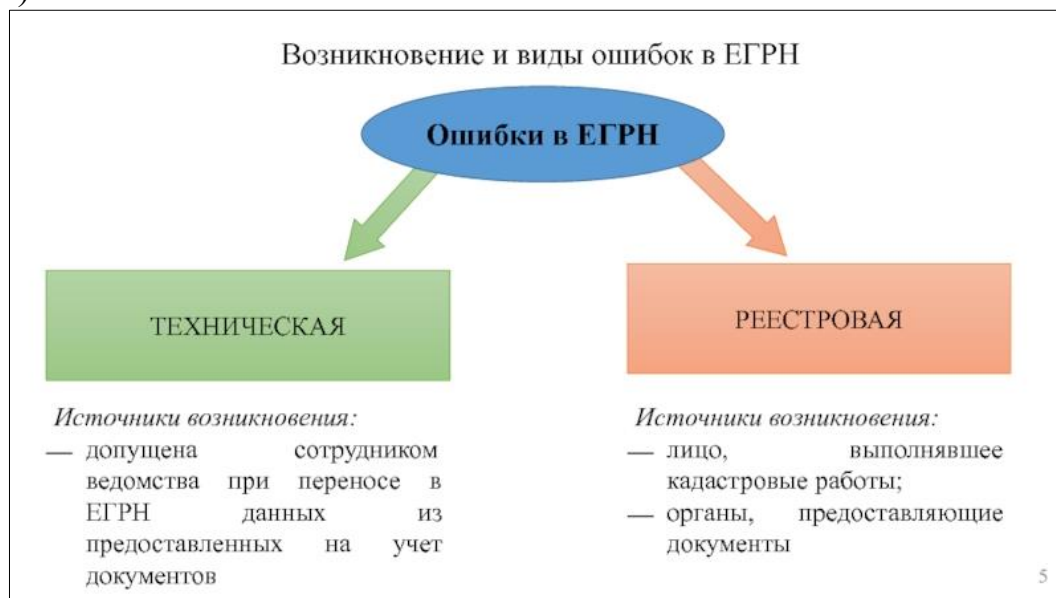 )
Возникновение и виды ошибок в ЕГРН
Ошибки в ЕГРН
ТЕХНИЧЕСКАЯ
Источники возникновения:
— допущена сотрудником
ведомства при переносе в
ЕГРН данных из
предоставленных на учет
документов
РЕЕСТРОВАЯ
Источники возникновения:
— лицо, выполнявшее
кадастровые работы;
— органы, предоставляющие
документы
5